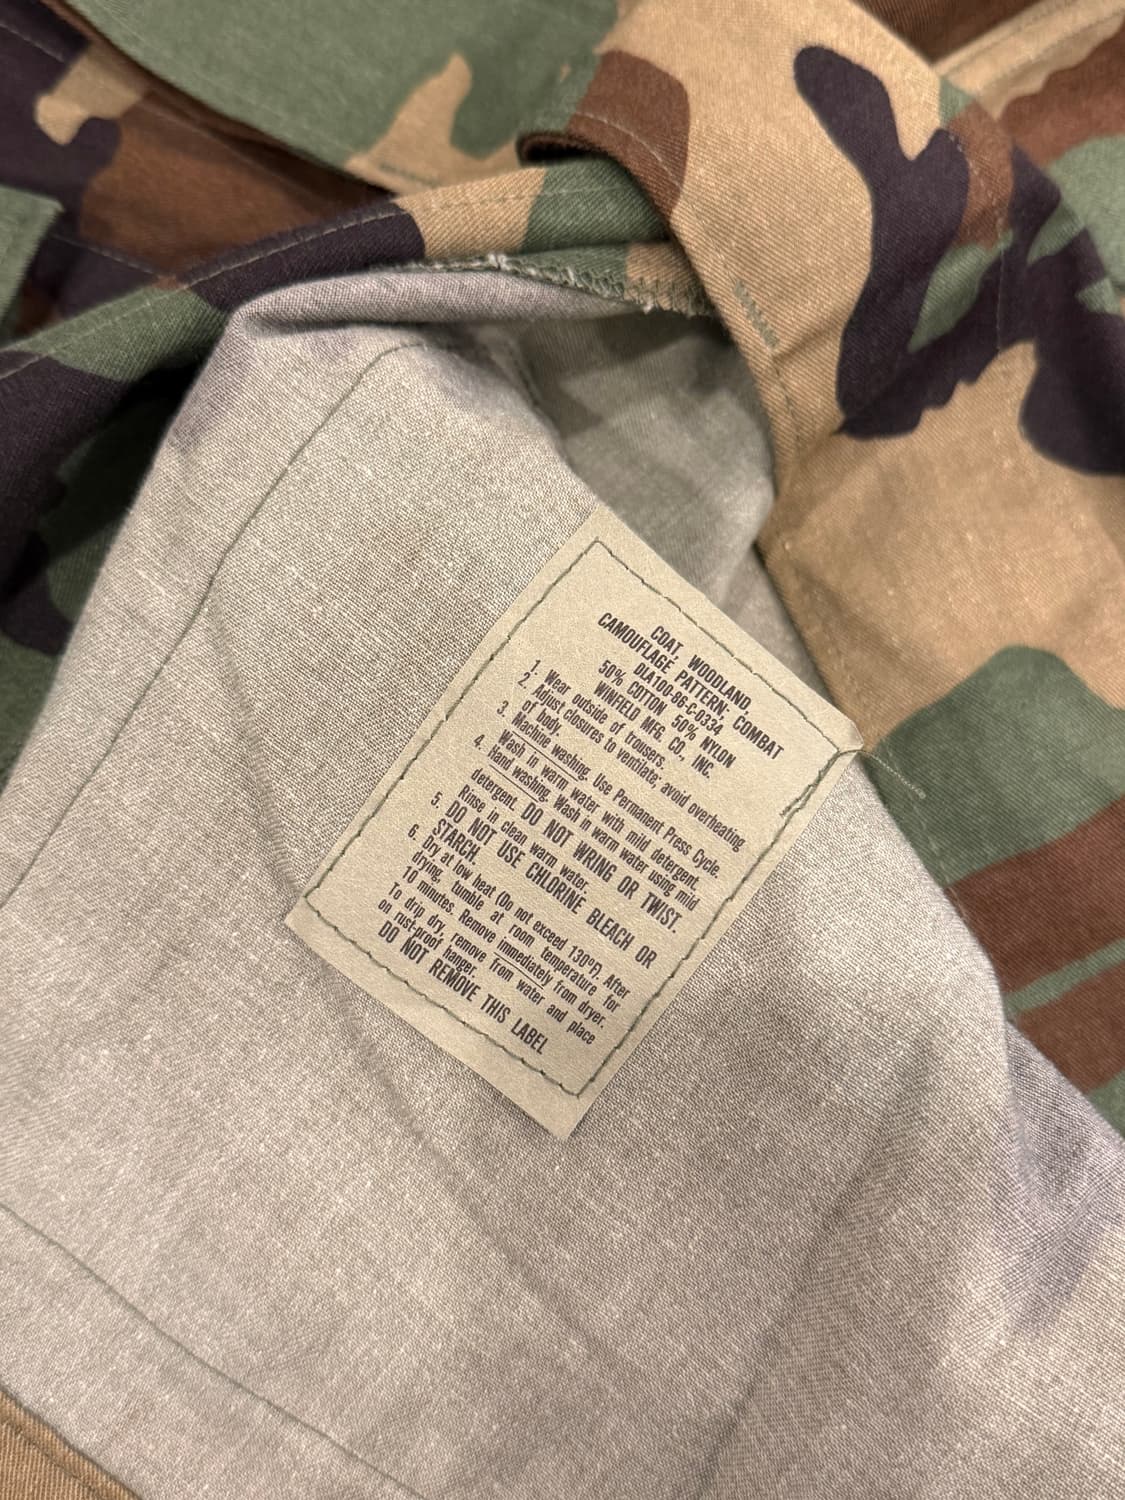 COAT, WOODLAND,
CAMOUFLAGE PATTERN; COMBAT
DLA100-86-C-0334
50% COTTON 50% NYLON
WINFIELD MFG. CO., INC.
1. Wear outside of trousers.
2. Adjust closures to ventilate; avoid overheating
of body.
3. Machine washing. Use Permanent Press Cycle.
Wash in warm water with mild detergent.
4. Hand washing. Wash in warm water using mild
detergent. DO NOT WRING OR TWIST.
Rinse in clean warm water.
5. DO NOT USE CHLORINE BLEACH OR
STARCH.
6. Dry at low heat (Do not exceed 130°F). After
drying, tumble at room temperature for
10 minutes. Remove immediately from dryer.
To drip dry, remove from water and place
on rust-proof hanger.
DO NOT REMOVE THIS LABEL